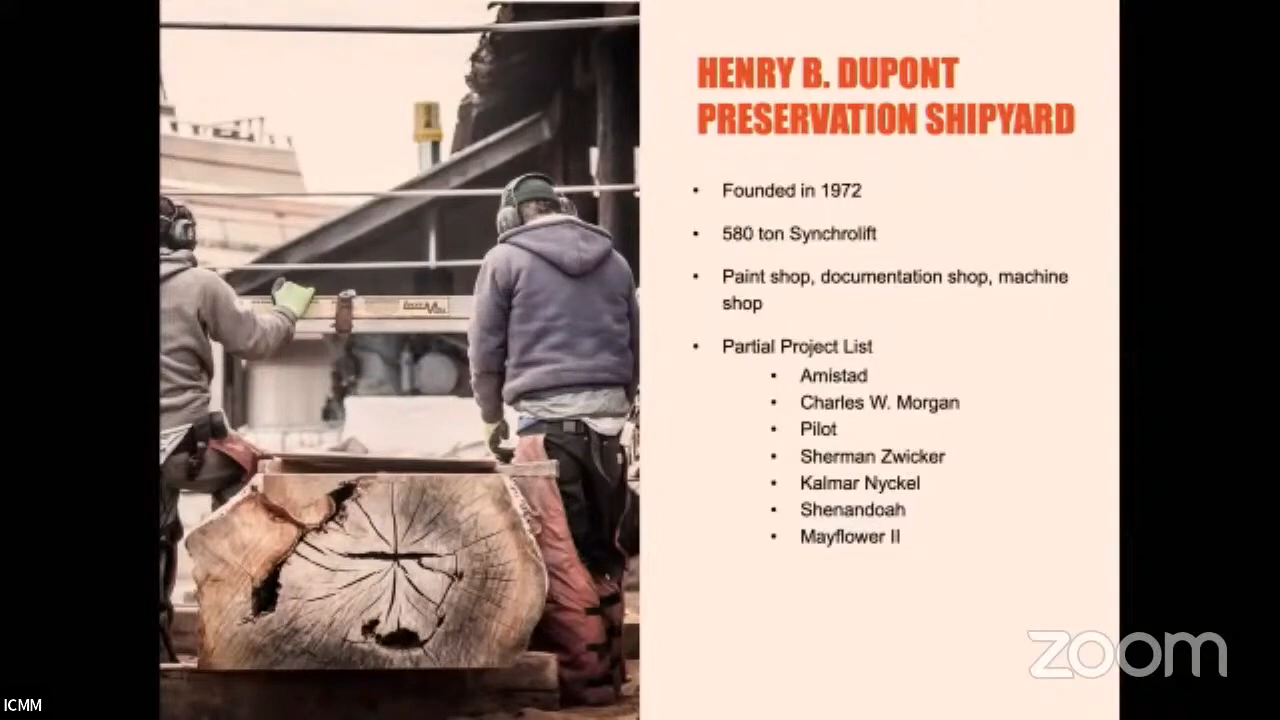 HENRY B. DUPONT
PRESERVATION SHIPYARD
• Founded in 1972
• 580 ton Synchrolift
• Paint shop, documentation shop, machine
shop
• Partial Project List
• Amistad
• Charles W. Morgan
• Pilot
• Sherman Zwicker
• Kalmar Nyckel
• Shenandoah
• Mayflower II
zoom
ICMM